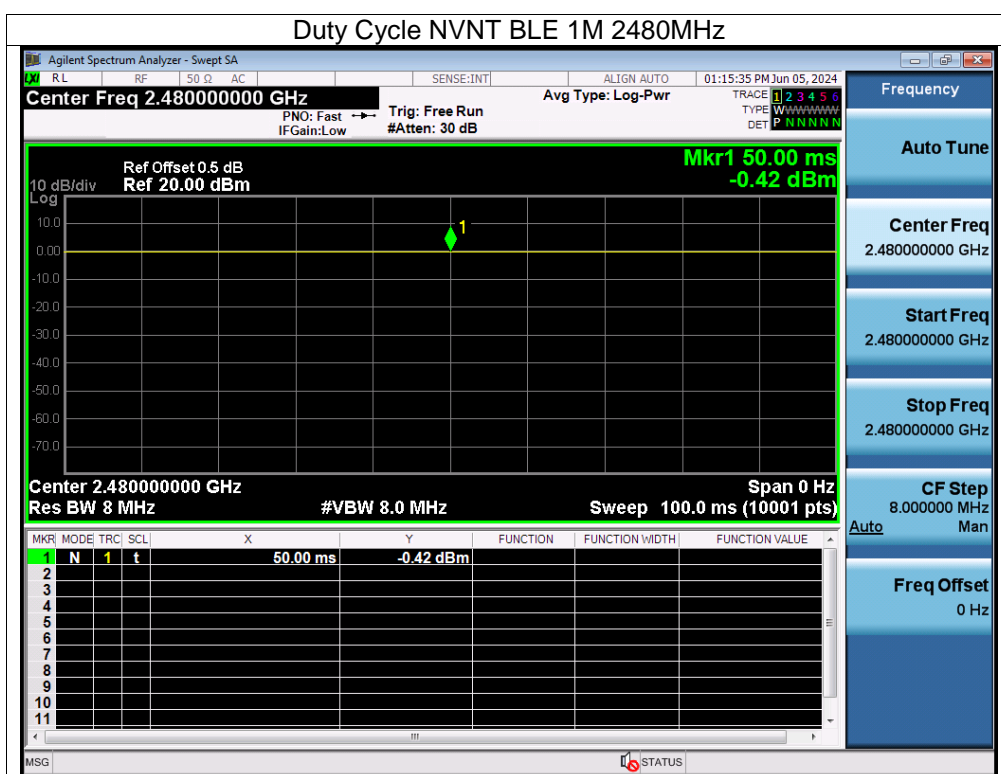 Duty Cycle NVNT BLE 1M 2480MHz
Agilent Spectrum Analyzer - Swept SA
LXI RL RF 50 Ω AC SENSE:INT ALIGN AUTO 01:15:35 PM Jun 05, 2024
Center Freq 2.480000000 GHz
PNO: Fast
IFGain:Low
Trig: Free Run
#Atten: 30 dB
Avg Type: Log-Pwr
TRACE 1 2 3 4 5 6
TYPE WWWWWW
DET P NNNNN
Ref Offset 0.5 dB
10 dB/div Ref 20.00 dBm
Log
Mkr1 50.00 ms
-0.42 dBm
10.0
0.00
-10.0
-20.0
-30.0
-40.0
-50.0
-60.0
-70.0
1
Center 2.480000000 GHz Span 0 Hz
Res BW 8 MHz #VBW 8.0 MHz Sweep 100.0 ms (10001 pts)
MKR MODE TRC SCL X Y FUNCTION FUNCTION WIDTH FUNCTION VALUE
1 N 1 t 50.00 ms -0.42 dBm
2
3
4
5
6
7
8
9
10
11
MSG STATUS
Frequency
Auto Tune
Center Freq
2.480000000 GHz
Start Freq
2.480000000 GHz
Stop Freq
2.480000000 GHz
CF Step
8.000000 MHz
Auto Man
Freq Offset
0 Hz